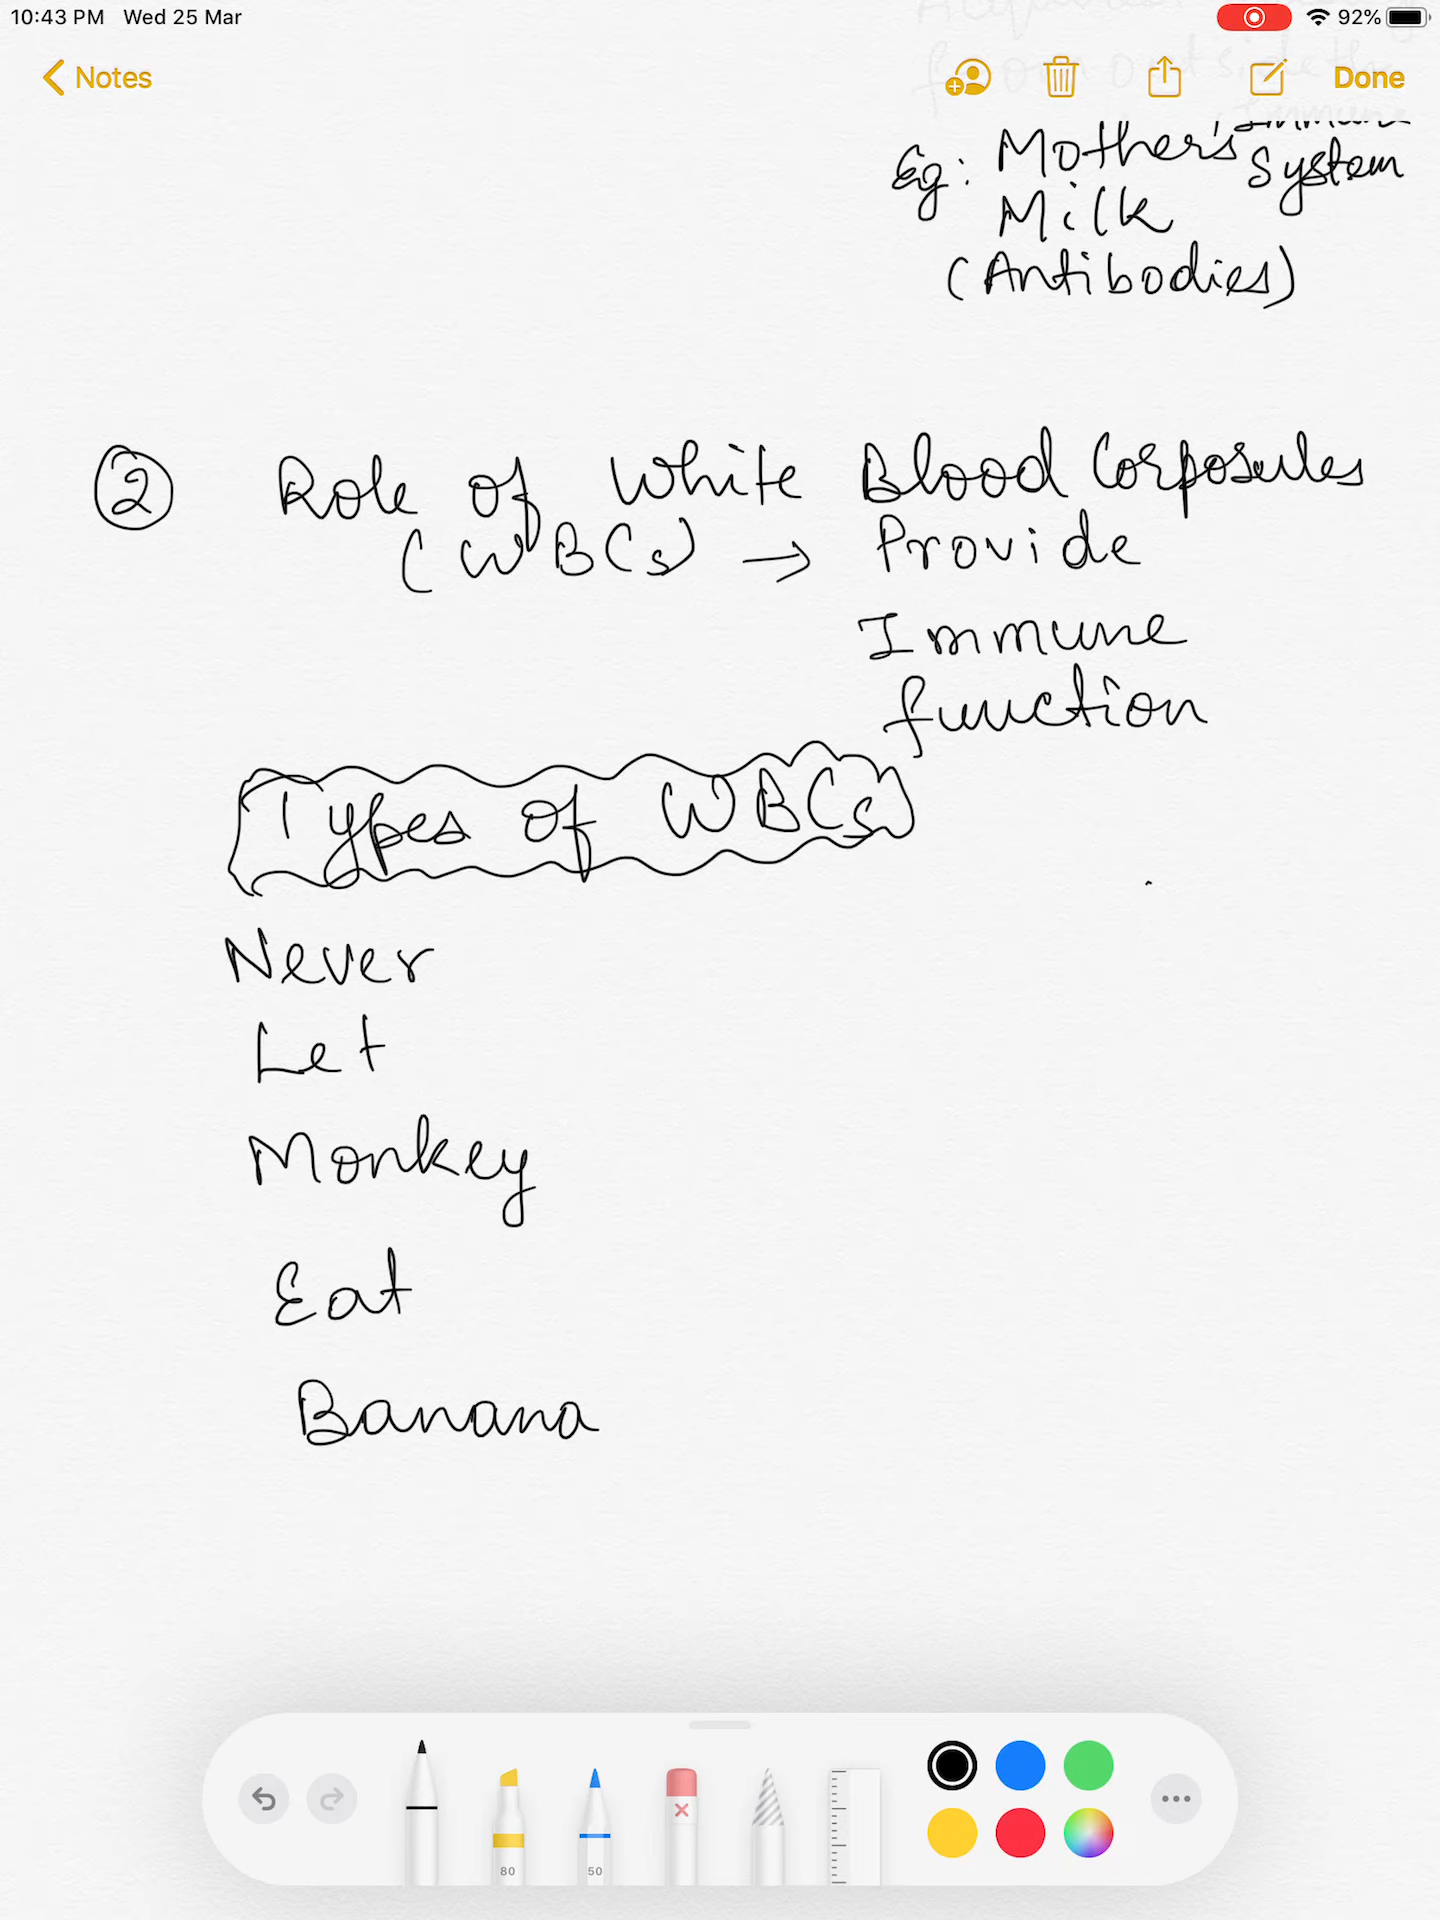 10:43 PM Wed 25 Mar
92%
Notes
Done
Immune
Eg: Mother's System
Milk
(Antibodies)
2 Role of White Blood Corposules
(WBCs) → Provide
Immune
function
Types of WBCs
Never
Let
Monkey
Eat
Banana
80 50